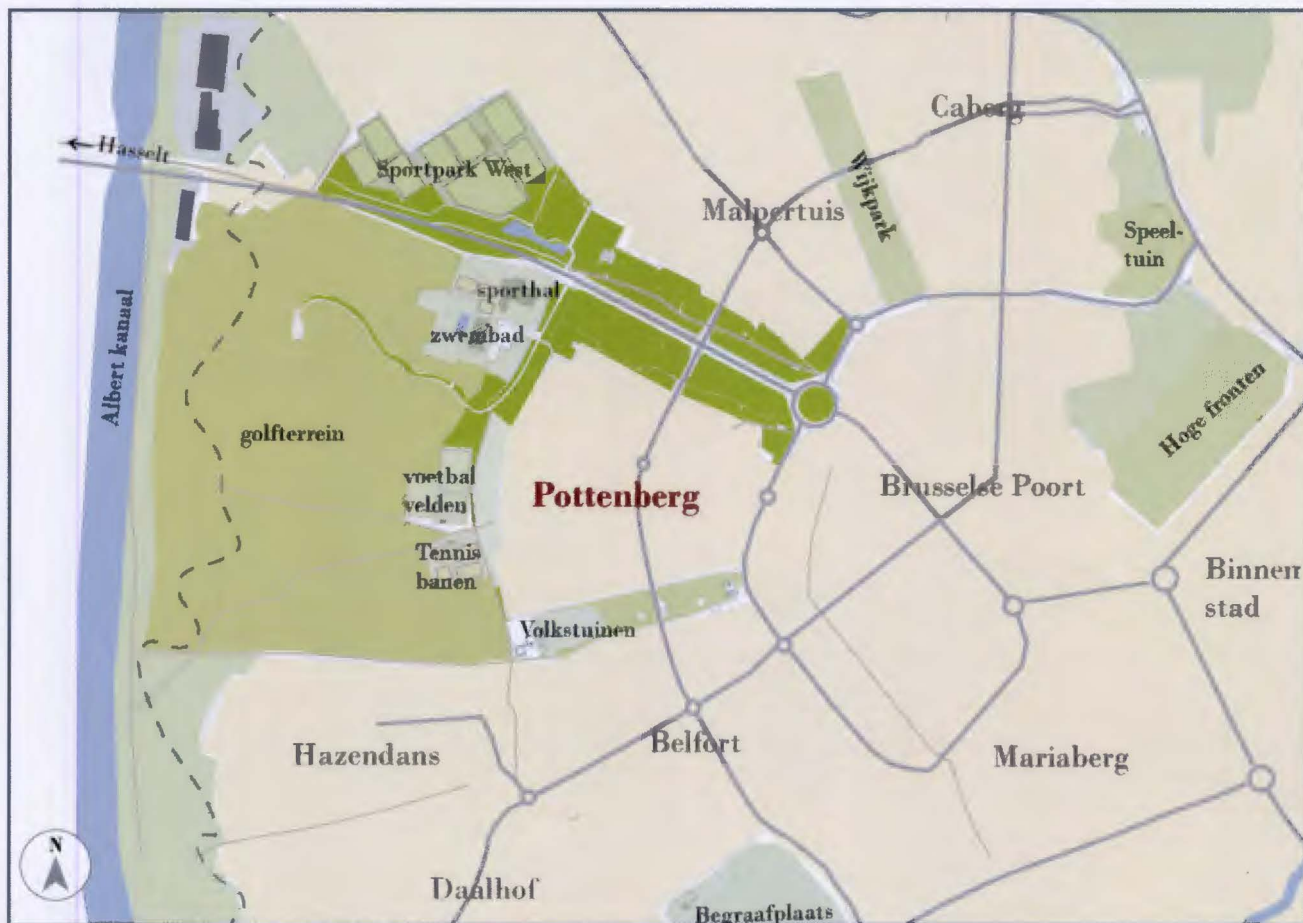 Hasselt
Sportpark West
Caberg
Malpertuis
Wijkpark
Speel-
tuin
sporthal
zwembad
Albert kanaal
golfterrein
Hoge fronten
voetbal
velden
Pottenberg
Brusselse Poort
Tennis
banen
Binnen
stad
Volkstuinen
Hazendans
Belfort
Mariaberg
N
Daalhof
Begraafplaats